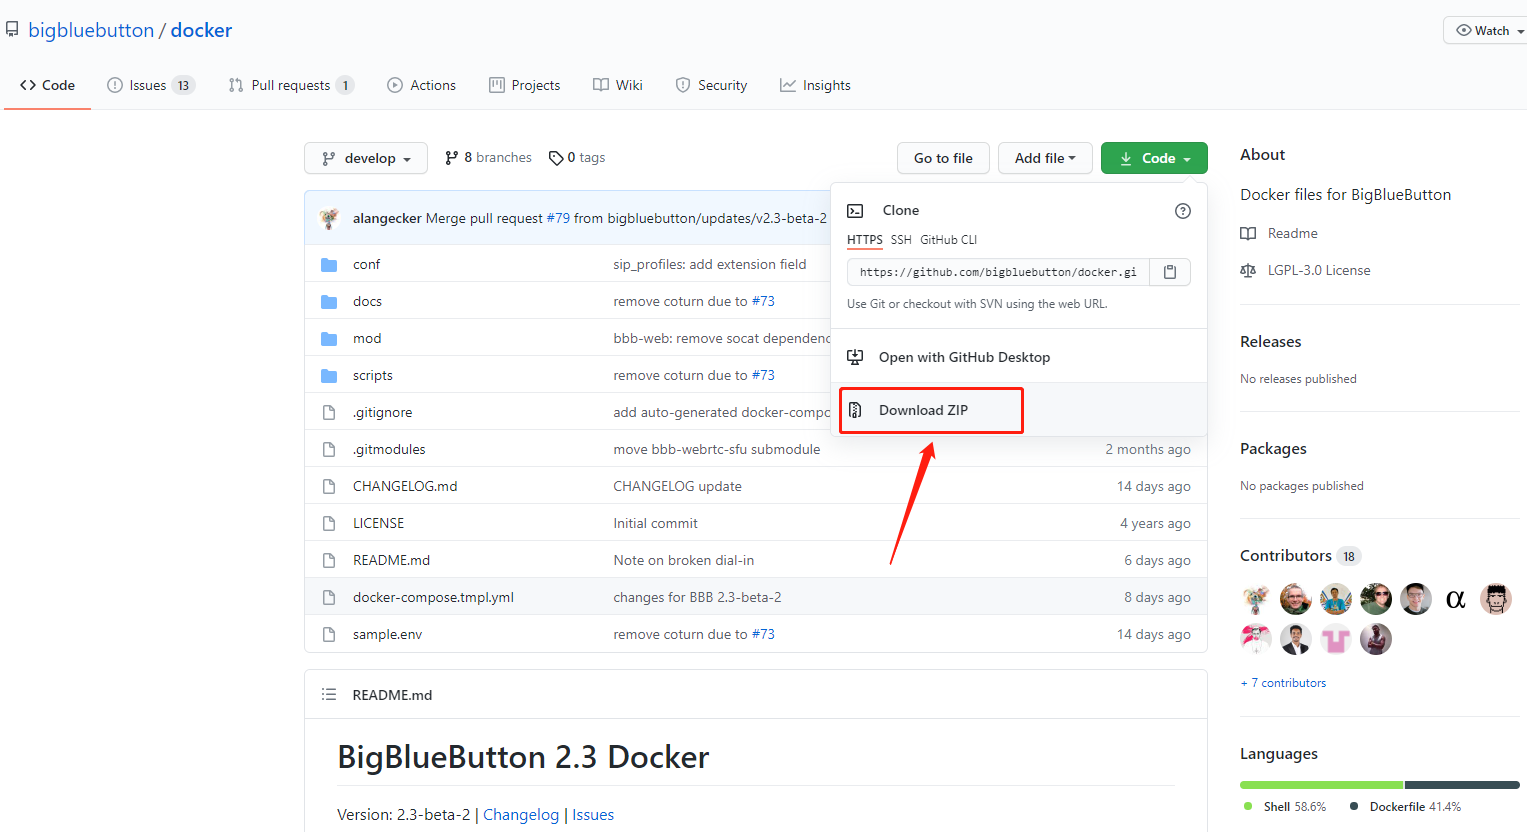 bigbluebutton / docker
Watch
Code Issues 13 Pull requests 1 Actions Projects Wiki Security Insights
develop 8 branches 0 tags Go to file Add file Code
alangecker Merge pull request #79 from bigbluebutton/updates/v2.3-beta-2
conf sip_profiles: add extension field
docs remove coturn due to #73
mod bbb-web: remove socat dependenc
scripts remove coturn due to #73
.gitignore add auto-generated docker-compo
.gitmodules move bbb-webrtc-sfu submodule 2 months ago
CHANGELOG.md CHANGELOG update 14 days ago
LICENSE Initial commit 4 years ago
README.md Note on broken dial-in 6 days ago
docker-compose.tmpl.yml changes for BBB 2.3-beta-2 8 days ago
sample.env remove coturn due to #73 14 days ago
Clone
HTTPS SSH GitHub CLI
https://github.com/bigbluebutton/docker.gi
Use Git or checkout with SVN using the web URL.
Open with GitHub Desktop
Download ZIP
README.md
BigBlueButton 2.3 Docker
Version: 2.3-beta-2 | Changelog | Issues
About
Docker files for BigBlueButton
Readme
LGPL-3.0 License
Releases
No releases published
Packages
No packages published
Contributors 18
α
+ 7 contributors
Languages
Shell 58.6% Dockerfile 41.4%